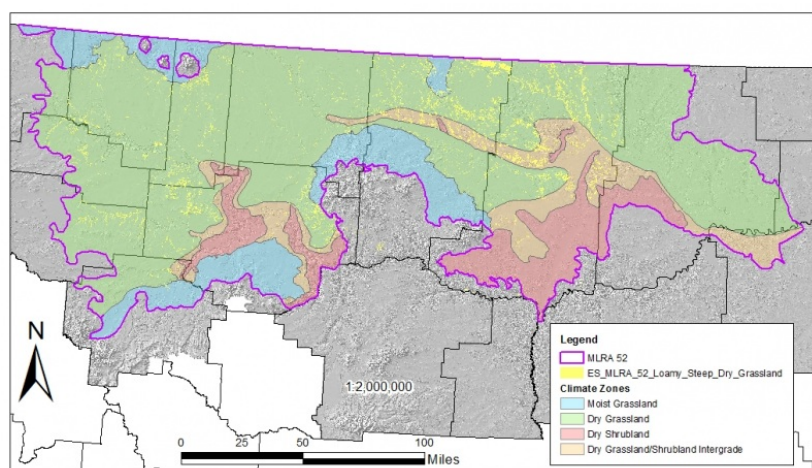 N
1:2,000,000
0 25 50 100
Miles
Legend
MLRA 52
ES_MLRA_52_Loamy_Steep_Dry_Grassland
Climate Zones
Moist Grassland
Dry Grassland
Dry Shrubland
Dry Grassland/Shrubland Intergrade